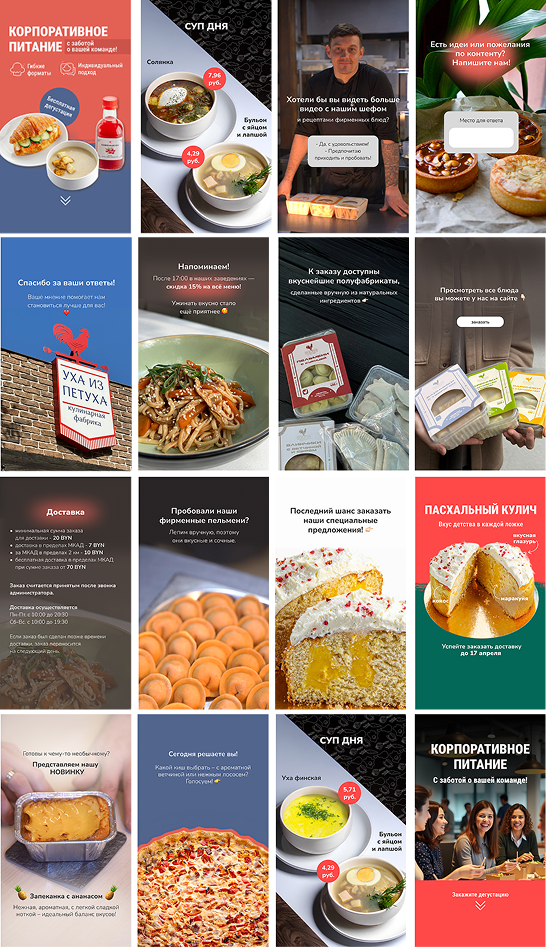 КОРПОРАТИВНОЕ
ПИТАНИЕ с заботой
о вашей команде!
Гибкие
форматы
Индивидуальный
подход
Бесплатная
дегустация
СУП ДНЯ
Солянка
7,96
руб.
Бульон
с яйцом
и лапшой
4,29
руб.
Хотели бы вы видеть больше
видео с нашим шефом
и рецептами фирменных блюд?
- Да, с удовольствием!
- Предпочитаю
приходить и пробовать!
Есть идеи или пожелания
по контенту?
Напишите нам!
Место для ответа
Спасибо за ваши ответы!
Ваше мнение помогает нам
становиться лучше для вас!
УХА ИЗ
ПЕТУХА
кулинарная
фабрика
Напоминаем!
После 17:00 в наших заведениях —
скидка 15% на всё меню!
Ужинать вкусно стало
ещё приятнее
К заказу доступны
вкуснейшие полуфабрикаты,
сделанные вручную из натуральных
ингредиентов
Просмотреть все блюда
вы можете у нас на сайте
заказать
Доставка
• минимальная сумма заказа
для доставки - 20 BYN
• доставка в пределах МКАД - 7 BYN
• за МКАД в пределах 2 км - 10 BYN
• бесплатная доставка в пределах МКАД
при сумме заказа от 70 BYN
Заказ считается принятым после звонка
администратора.
Доставка осуществляется
Пн-Пт: с 10:00 до 20:30
Сб-Вс: с 10:00 до 19:30
Если заказ был сделан позже времени
доставки, заказ переносится
на следующий день.
Пробовали наши
фирменные пельмени?
Лепим вручную, поэтому
они вкусные и сочные.
Последний шанс заказать
наши специальные
предложения!
ПАСХАЛЬНЫЙ КУЛИЧ
Вкус детства в каждой ложке
вкусная
глазурь
кокос
маракуйя
Успейте заказать доставку
до 17 апреля
Готовы к чему-то необычному?
Представляем нашу
НОВИНКУ
Запеканка с ананасом
Нежная, ароматная, с легкой сладкой
ноткой – идеальный баланс вкусов!
Сегодня решаете вы!
Какой киш выбрать – с ароматной
ветчиной или нежным лососем?
Голосуем!
СУП ДНЯ
Уха финская
5,71
руб.
Бульон
с яйцом
и лапшой
4,29
руб.
КОРПОРАТИВНОЕ
ПИТАНИЕ
С заботой о вашей команде!
Закажите дегустацию